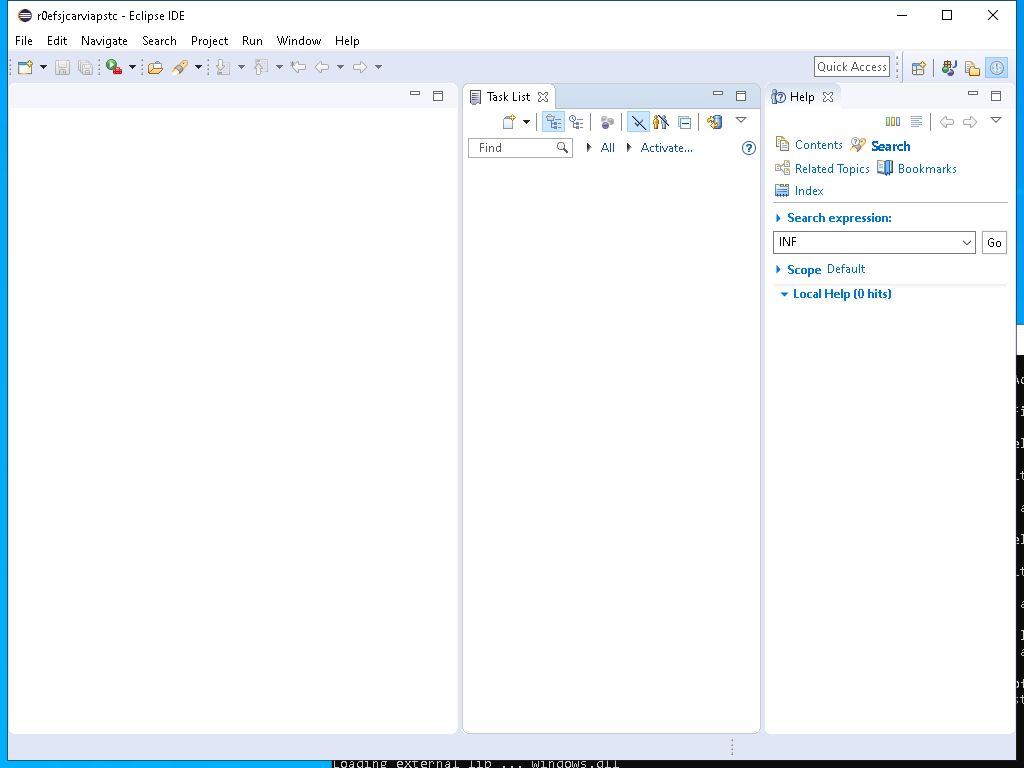 r0efsjcarviapstc - Eclipse IDE
File Edit Navigate Search Project Run Window Help
Quick Access
Task List
Help
Find
All
Activate...
Contents
Search
Related Topics
Bookmarks
Index
Search expression:
INF
Go
Scope Default
Local Help (0 hits)
Loading external lib ... Windows.dll